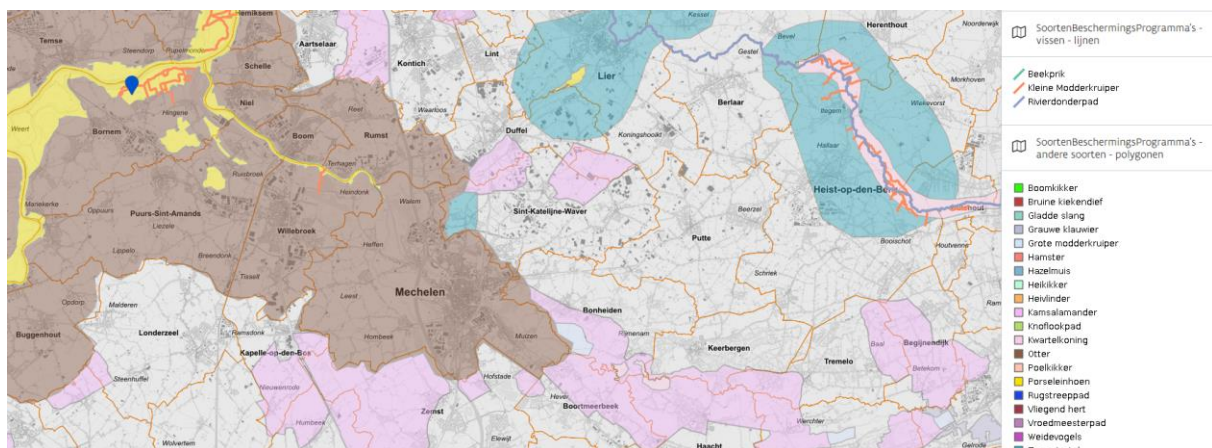 Temse
Steendorp
Rupelmonde
Hemiksem
Aartselaar
Lint
Kessel
Bevel
Herenthout
Noorderwijk
Schelle
Kontich
Lier
Gestel
Morkhoven
Niel
Reet
Waarloos
Berlaar
Itegem
Wiekevorst
Weert
Hingene
Bornem
Boom
Rumst
Duffel
Koningshooikt
Terhagen
Hallaar
Ruisbroek
Heindonk
Mariekerke
Oppuurs
Puurs-Sint-Amands
Liezele
Walem
Sint-Katelijne-Waver
Beerzel
Willebroek
Putte
Lippelo
Breendonk
Heffen
Booischot
Houtvenne
Tisselt
Schriek
Opdorp
Malderen
Leest
Mechelen
Ram
Buggenhout
Londerzeel
Ramsdonk
Hombeek
Muizen
Bonheiden
Rijmenam
Kapelle-op-den-Bos
Keerbergen
Tremelo
Baal
Begijnendijk
Steenhuffel
Nieuwenrode
Hofstade
Betekom
Hever
Zemst
Boortmeerbeek
Humbeek
Werchter
Wolvertem
Elewijt
Haacht
Gelrode
SoortenBeschermingsProgramma's -
vissen - lijnen
Beekprik
Kleine Modderkruiper
Rivierdonderpad
SoortenBeschermingsProgramma's -
andere soorten - polygonen
Boomkikker
Bruine kiekendief
Gladde slang
Grauwe klauwier
Grote modderkruiper
Hamster
Hazelmuis
Heikikker
Heivlinder
Kamsalamander
Knoflookpad
Kwartelkoning
Otter
Poelkikker
Porseleinhoen
Rugstreeppad
Vliegend hert
Vroedmeesterpad
Weidevogels